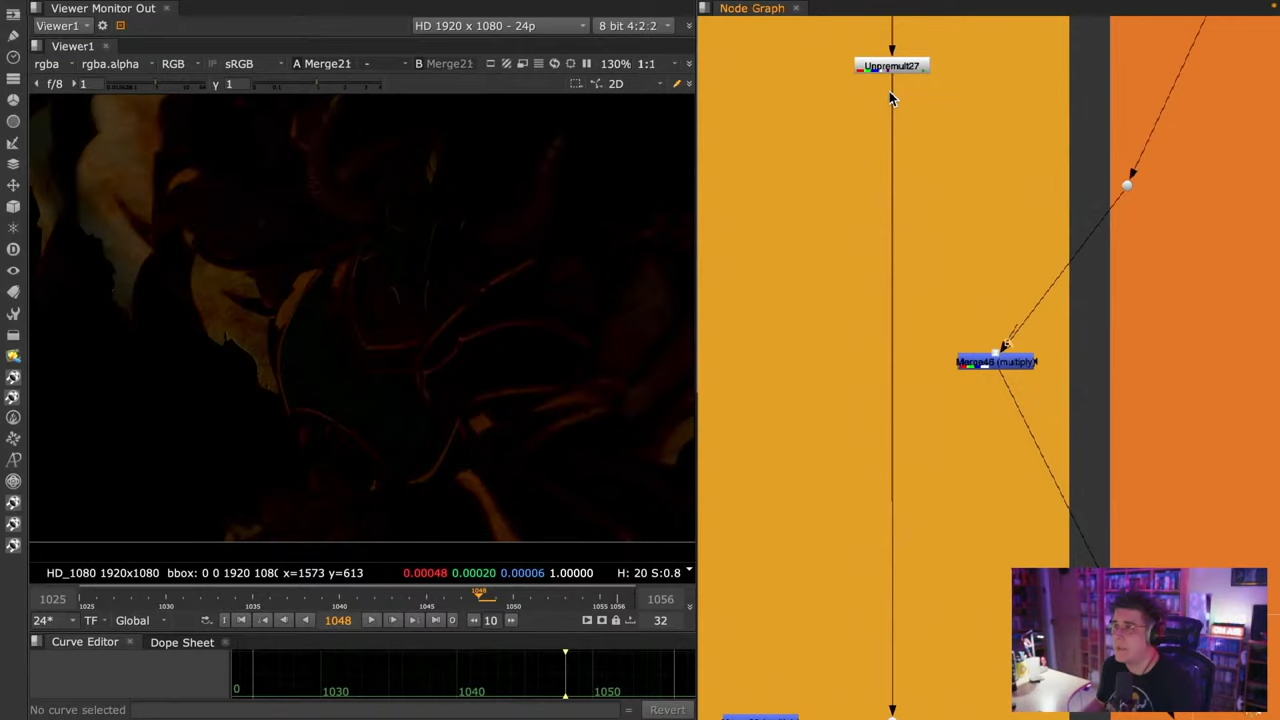 Viewer Monitor Out
Viewer1
HD 1920 x 1080 - 24p
8 bit 4:2:2
Viewer1
rgba
rgba.alpha
RGB
sRGB
A Merge21
-
B Merge21
130%
1:1
f/8
1
γ 1
2D
HD_1080 1920x1080
bbox: 0 0 1920 108(
x=1573 y=613
0.00048
0.00020
0.00006
1.00000
H: 20 S:0.8
1025
1048
1025
1030
1035
1040
1045
1050
1055
1056
1056
24*
TF
Global
1048
10
32
Curve Editor
Dope Sheet
0
1030
1040
1050
No curve selected
=
Revert
Node Graph
Unpremult27
Merge46 (multiply)